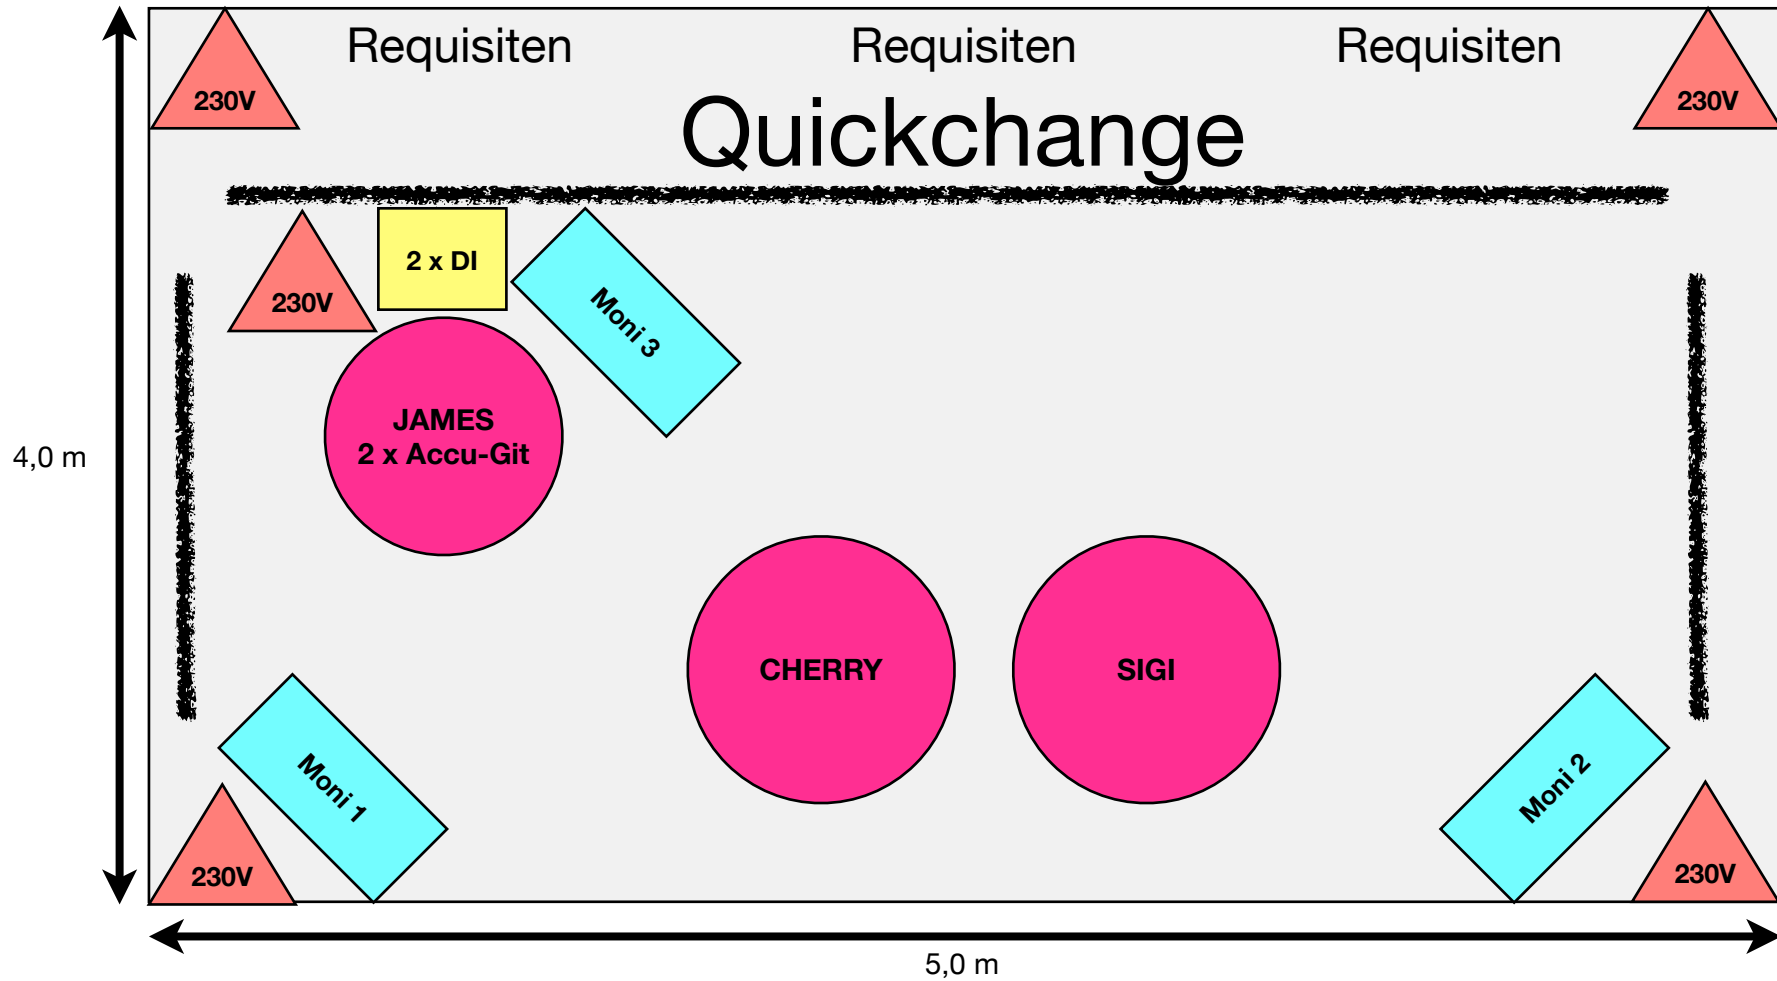 Requisiten
Requisiten
Requisiten
230V
230V
Quickchange
2 x DI
230V
Moni 3
JAMES
2 x Accu-Git
4,0 m
CHERRY
SIGI
Moni 1
Moni 2
230V
230V
5,0 m